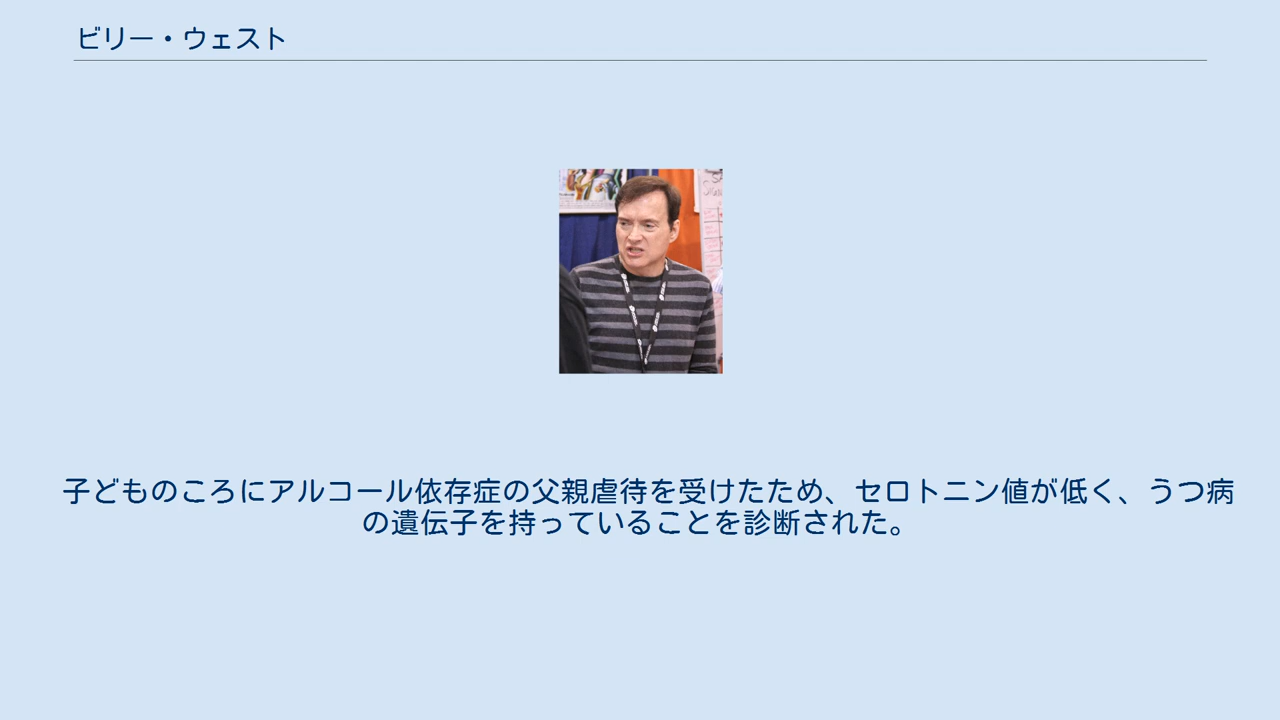 ビリー・ウェスト
子どものころにアルコール依存症の父親虐待を受けたため、セロトニン値が低く、うつ病
の遺伝子を持っていることを診断された。